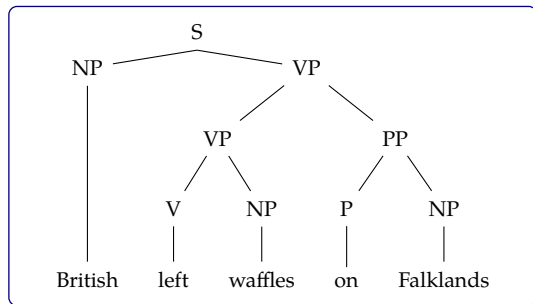 S
NP VP
VP PP
V NP P NP
British left waffles on Falklands